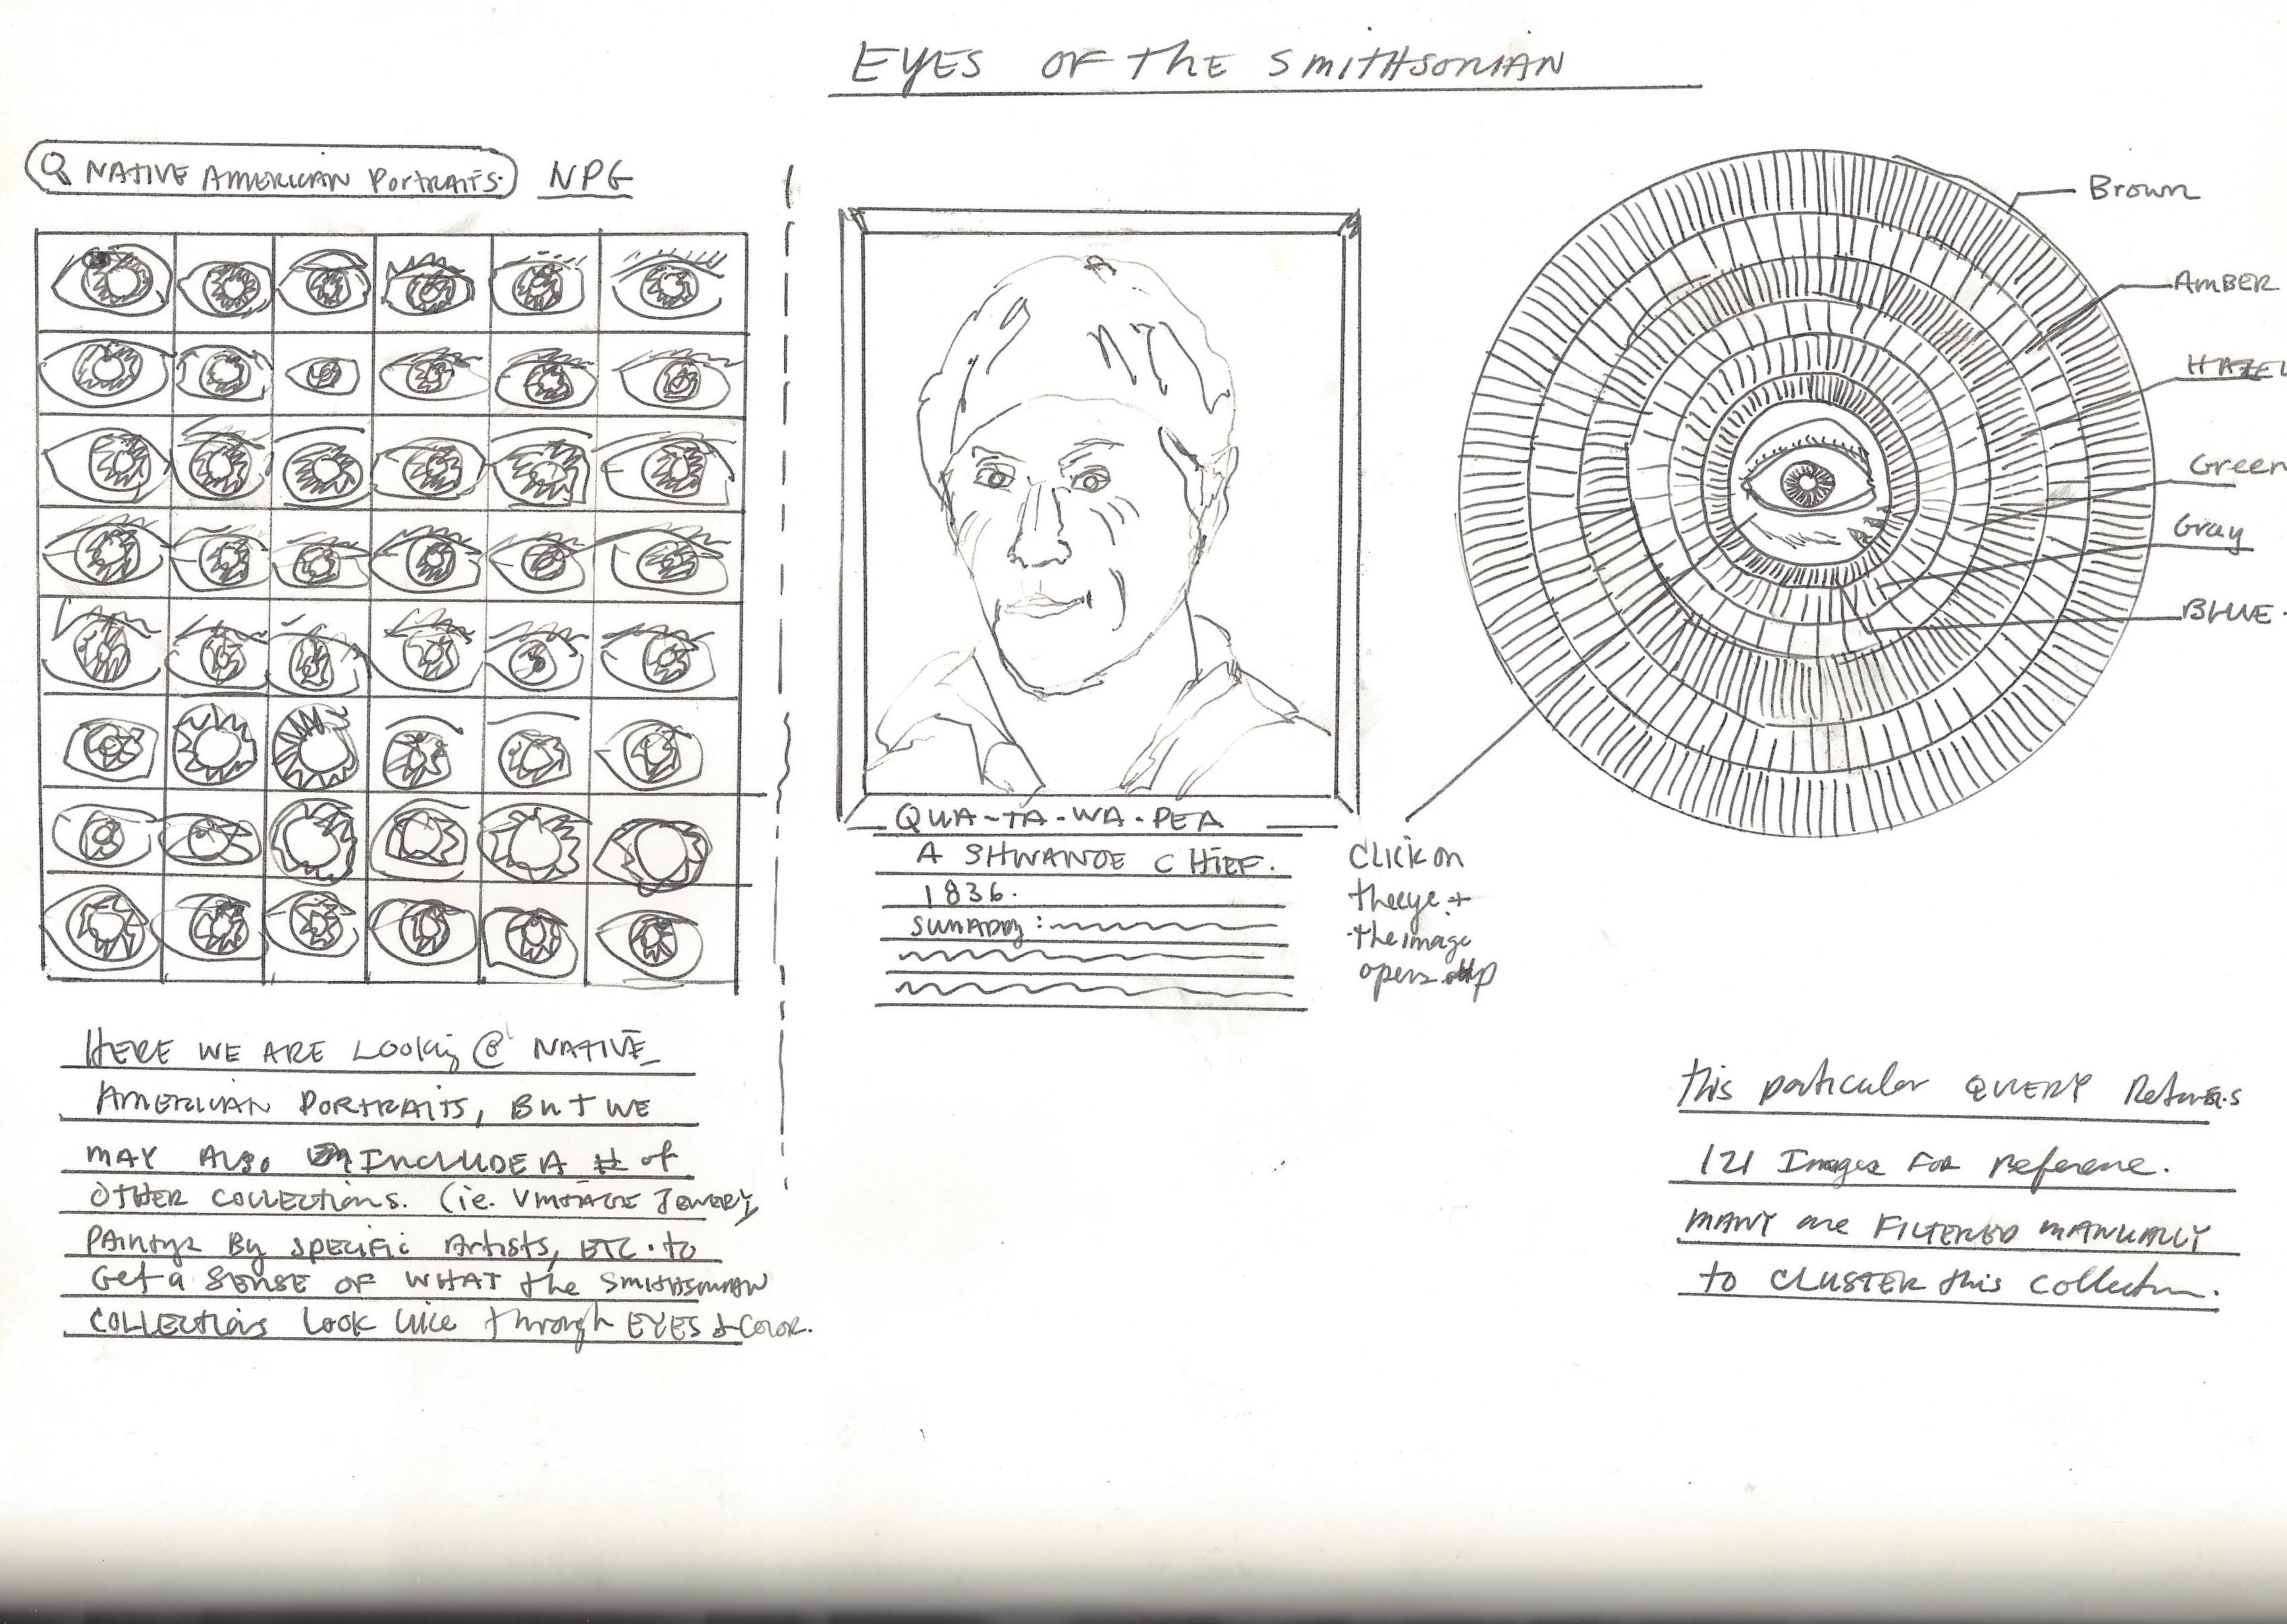 EYES OF THE SMITHSONIAN
NATIVE AMERICAN PORTRAITS. NPG
Brown
AMBER
HAZEL
Green
Gray
BLUE.
QUA-TA-WA-PEA
A SHWANOE CHIEF.
1836.
SUMMARY:
Click on
the eye +
the image
opens up
HERE WE ARE Looking @ NATIVE
AMERICAN PORTRAITS, BUT WE
MAY ALSO INCLUDE A # of
OTHER COLLECTIONS. (ie. VINTAGE JEWERY,
PAINTGS BY SPECIFIC Artists, ETC. to
Get a SENSE OF WHAT the SMITHSONIAN
COLLECTIONS look like through EYES & COLOR.
this particular QUERY Returns
121 Images FOR Reference.
MANY are FILTERED MANUALLY
to CLUSTER this collection.